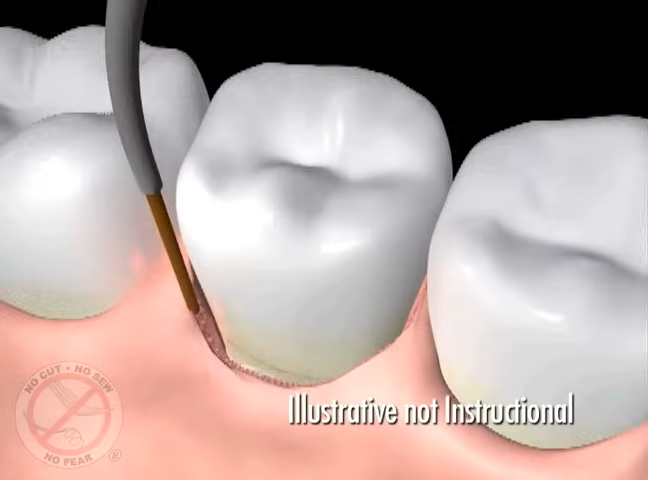 NO CUT • NO SEW
NO FEAR ®
Illustrative not Instructional